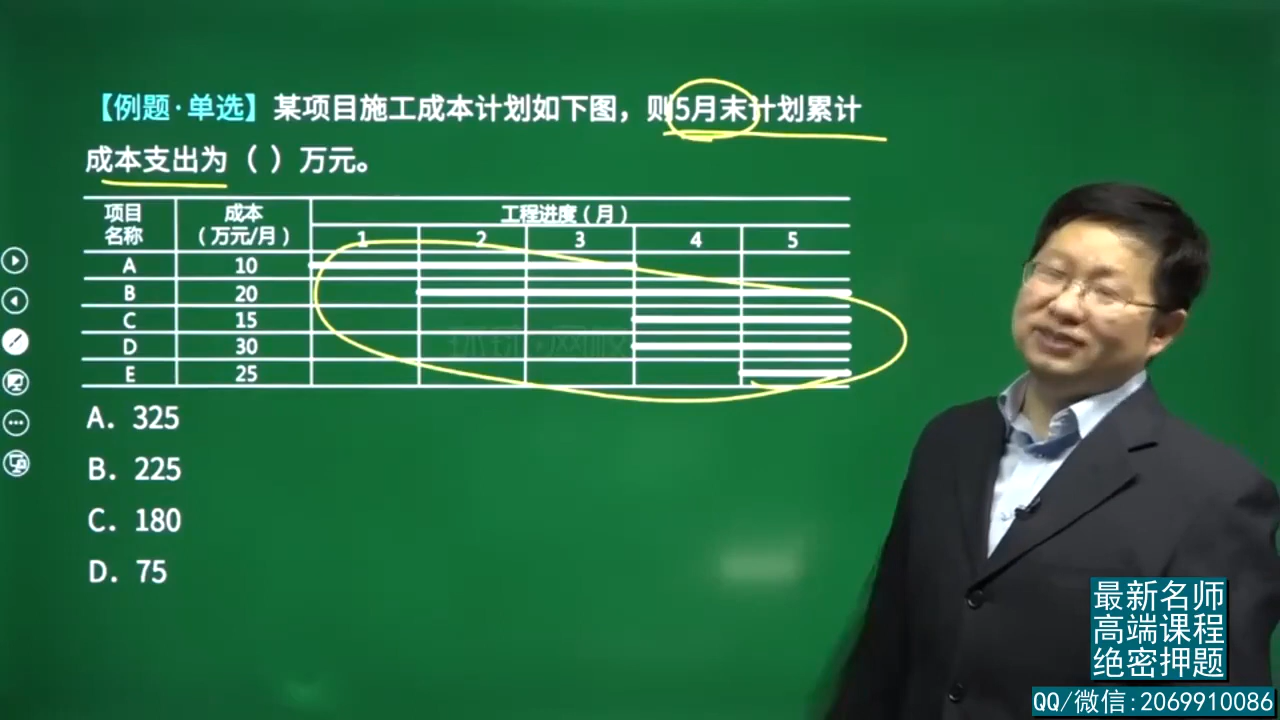 【例题·单选】某项目施工成本计划如下图，则5月末计划累计
成本支出为（ ）万元。
项目名称 成本（万元/月） 工程进度（月）
1 2 3 4 5
A 10
B 20
C 15
D 30
E 25
A. 325
B. 225
C. 180
D. 75
最新名师
高端课程
绝密押题
QQ/微信:2069910086